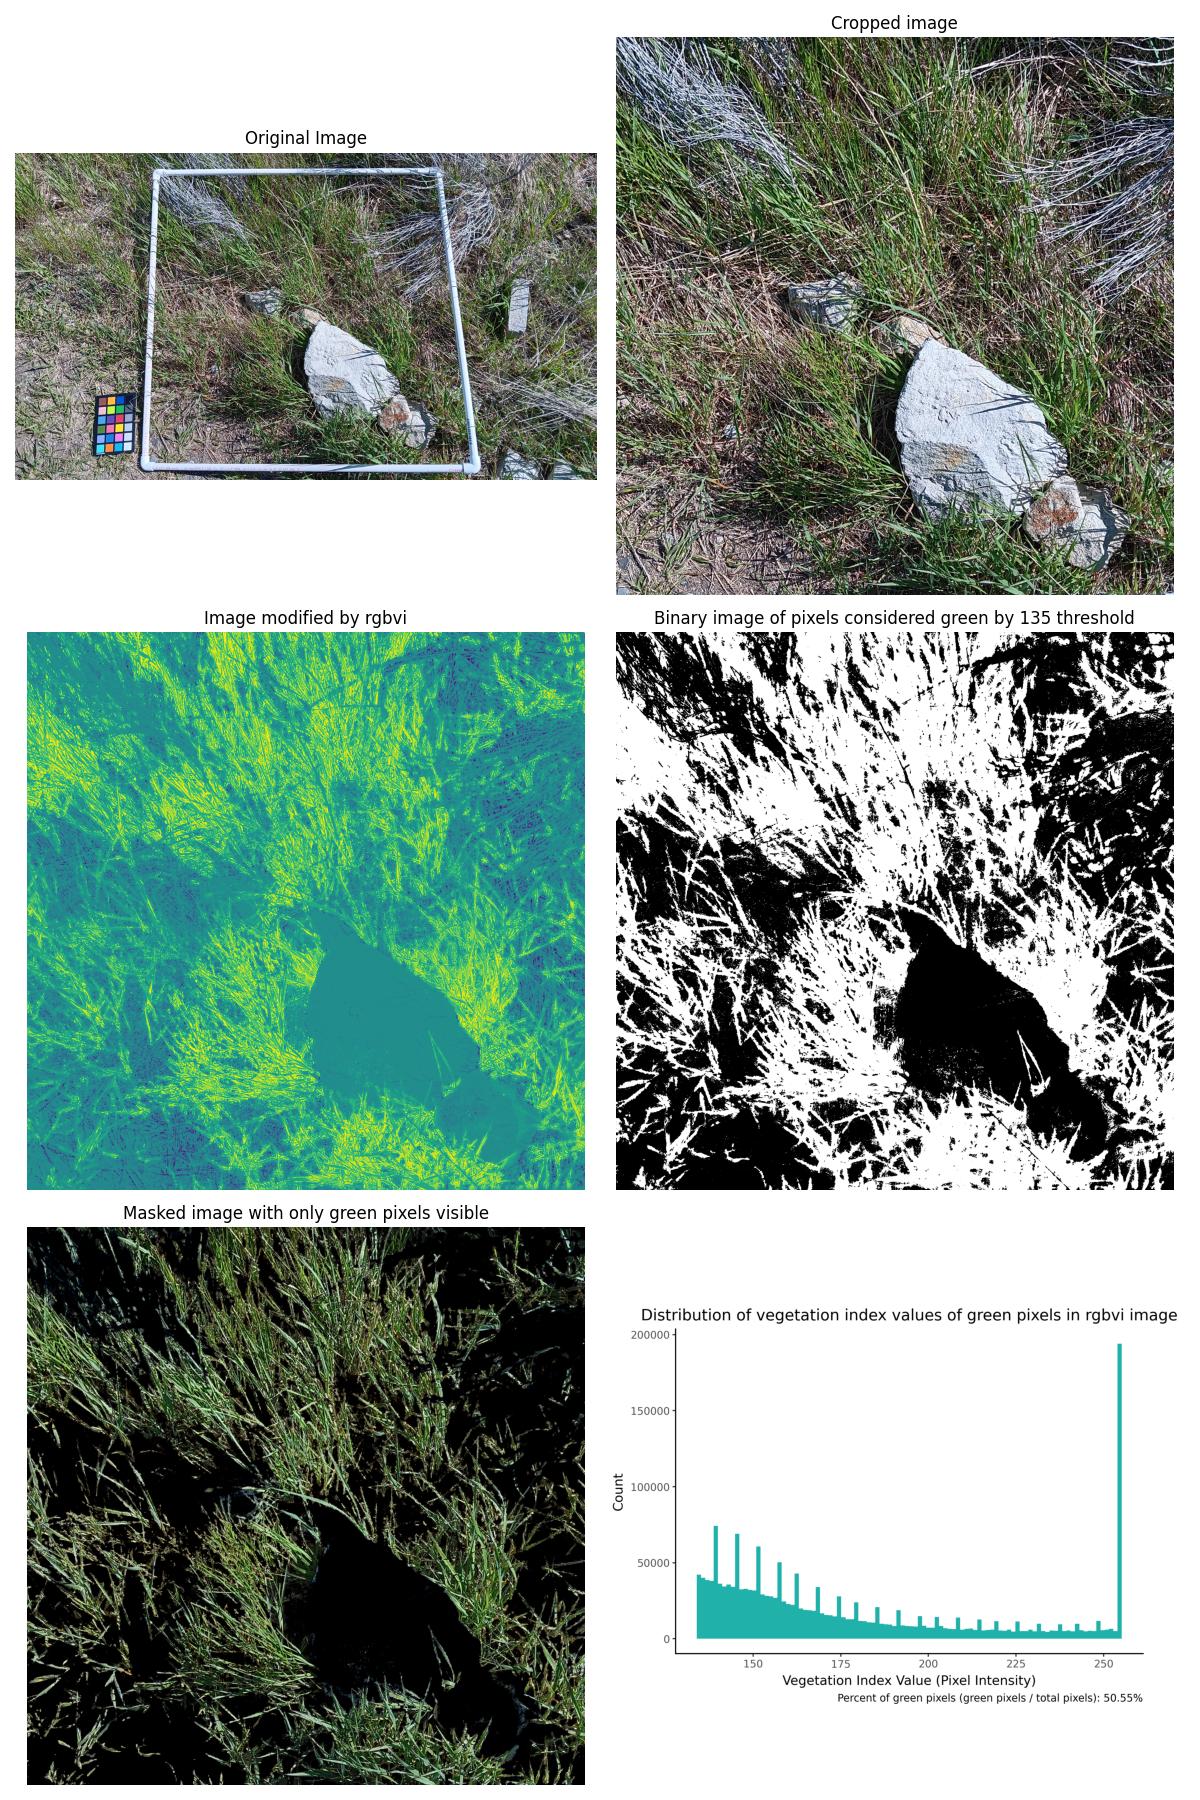 Cropped image
Original Image
Image modified by rgbvi
Binary image of pixels considered green by 135 threshold
Masked image with only green pixels visible
Distribution of vegetation index values of green pixels in rgbvi image
200000
150000
100000
50000
0
Count
150 175 200 225 250
Vegetation Index Value (Pixel Intensity)
Percent of green pixels (green pixels / total pixels): 50.55%